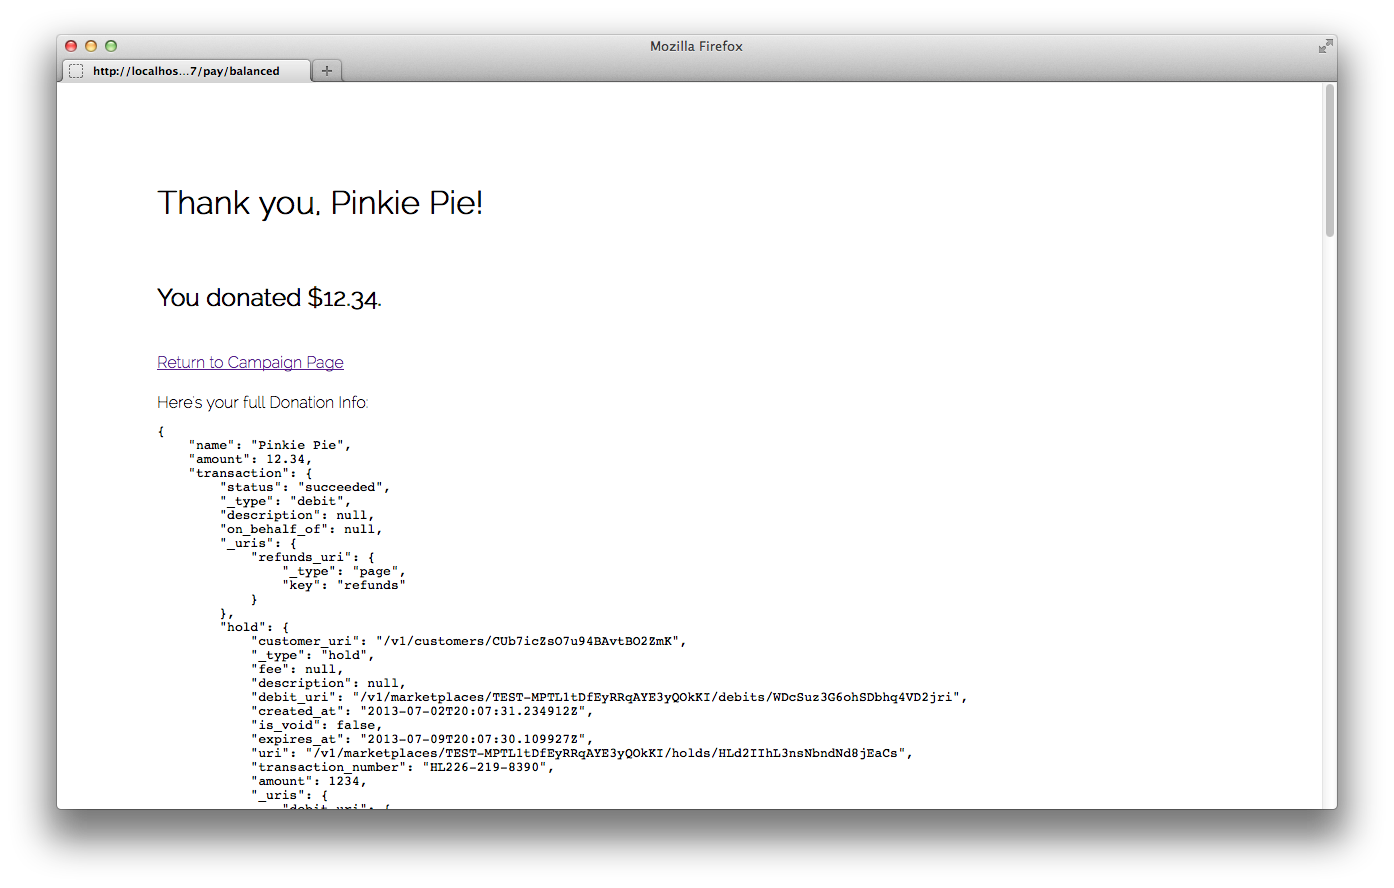 Mozilla Firefox
http://localhos...7/pay/balanced
Thank you, Pinkie Pie!
You donated $12.34.
Return to Campaign Page
Here's your full Donation Info:
{
    "name": "Pinkie Pie",
    "amount": 12.34,
    "transaction": {
        "status": "succeeded",
        "_type": "debit",
        "description": null,
        "on_behalf_of": null,
        "_uris": {
            "refunds_uri": {
                "_type": "page",
                "key": "refunds"
            }
        },
        "hold": {
            "customer_uri": "/v1/customers/CUb7icZsO7u94BAvtBO2ZmK",
            "_type": "hold",
            "fee": null,
            "description": null,
            "debit_uri": "/v1/marketplaces/TEST-MPTL1tDfEyRRqAYE3yQOkKI/debits/WDcSuz3G6ohSDbhq4VD2jri",
            "created_at": "2013-07-02T20:07:31.234912Z",
            "is_void": false,
            "expires_at": "2013-07-09T20:07:30.109927Z",
            "uri": "/v1/marketplaces/TEST-MPTL1tDfEyRRqAYE3yQOkKI/holds/HLd2IIhL3nsNbndNd8jEaCs",
            "transaction_number": "HL226-219-8390",
            "amount": 1234,
            "_uris": {
                "debit_uri": {